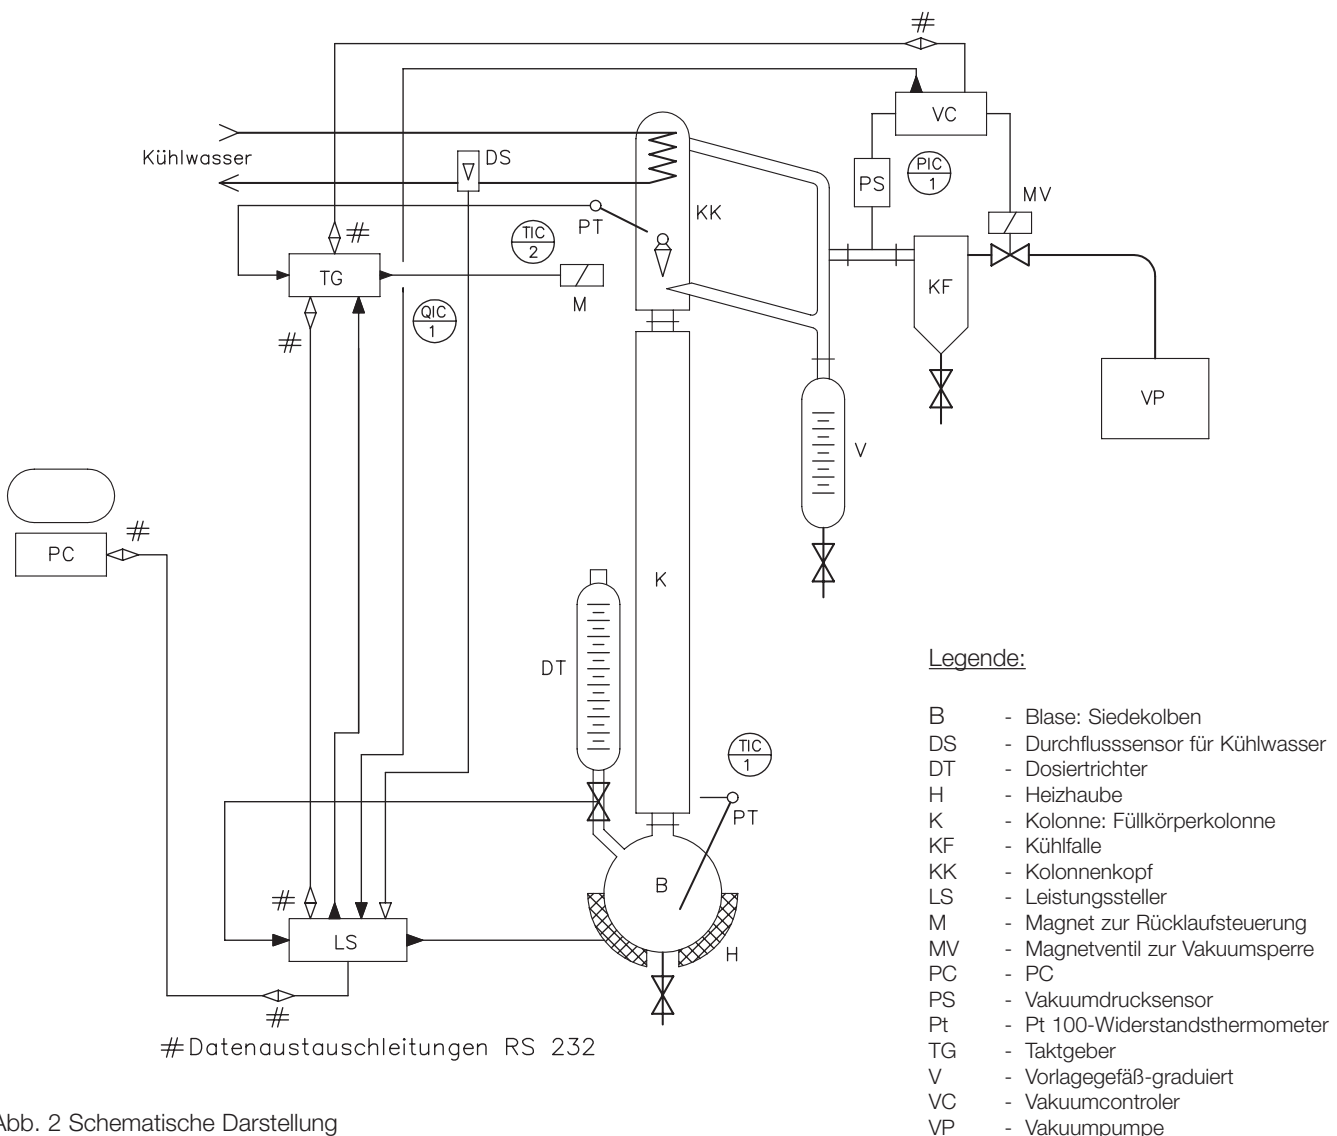 #
VC
Kühlwasser
DS
PS
PIC
1
MV
KK
PT
#
TIC
2
TG
M
KF
QIC
1
#
VP
V
#
PC
K
DT
TIC
1
PT
B
#
LS
H
#
#Datenaustauschleitungen RS 232
Abb. 2 Schematische Darstellung
Legende:
B - Blase: Siedekolben
DS - Durchflusssensor für Kühlwasser
DT - Dosiertrichter
H - Heizhaube
K - Kolonne: Füllkörperkolonne
KF - Kühlfalle
KK - Kolonnenkopf
LS - Leistungssteller
M - Magnet zur Rücklaufsteuerung
MV - Magnetventil zur Vakuumsperre
PC - PC
PS - Vakuumdrucksensor
Pt - Pt 100-Widerstandsthermometer
TG - Taktgeber
V - Vorlagegefäß-graduiert
VC - Vakuumcontroler
VP - Vakuumpumpe